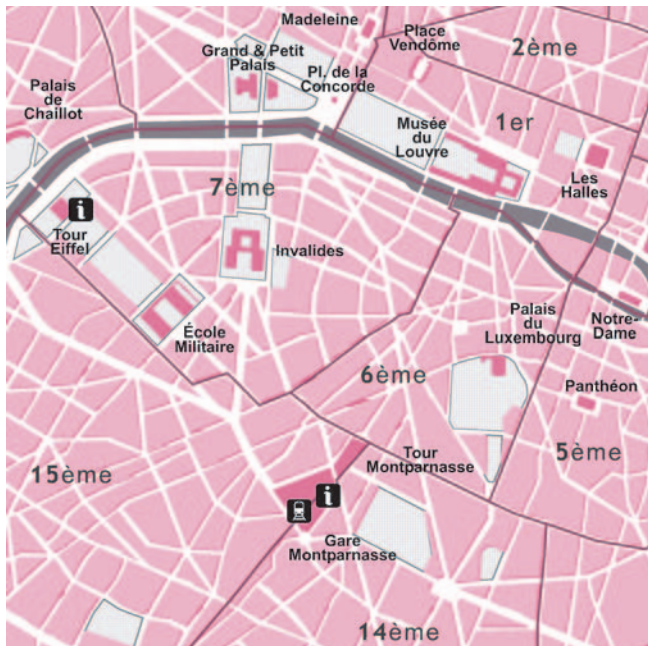 Madeleine
Place
Vendôme
2ème
Grand & Petit
Palais
Pl. de la
Concorde
Palais
de
Chaillot
Musée
du
Louvre
1er
Les
Halles
7ème
i
Tour
Eiffel
Invalides
École
Militaire
Palais
du
Luxembourg
Notre-
Dame
6ème
Panthéon
5ème
Tour
Montparnasse
15ème
i
Gare
Montparnasse
14ème